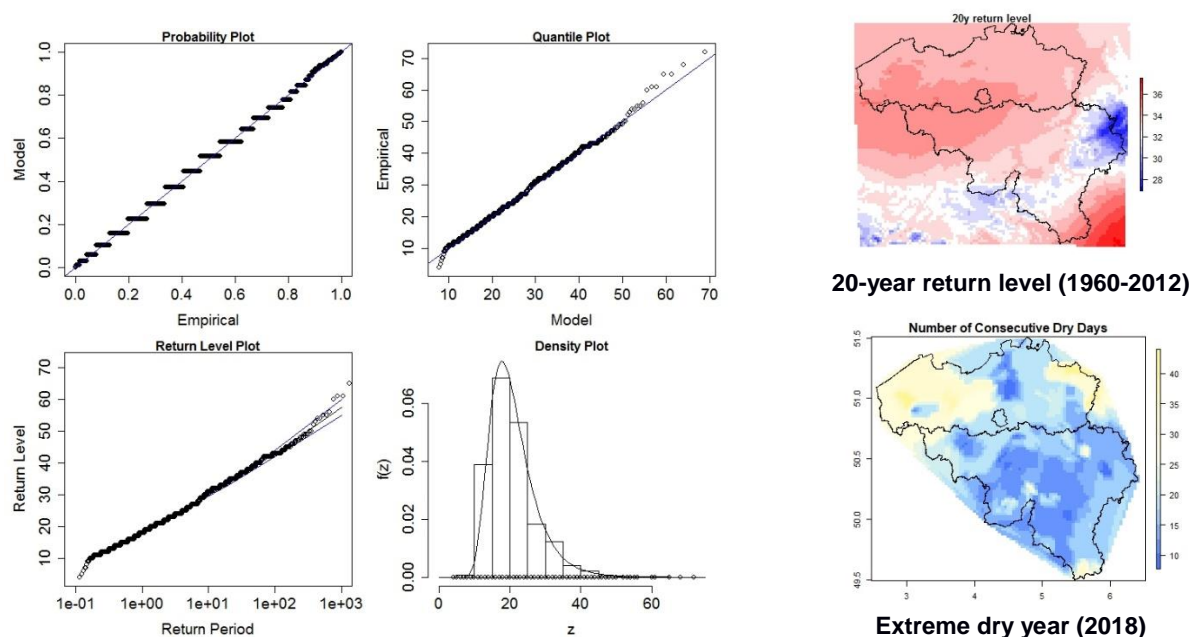 Probability Plot
Model
0.0 0.2 0.4 0.6 0.8 1.0
0.0 0.2 0.4 0.6 0.8 1.0
Empirical
Quantile Plot
Empirical
10 20 30 40 50 60 70
10 20 30 40 50 60 70
Model
20y return level
36
34
32
30
28
20-year return level (1960-2012)
Return Level Plot
Return Level
10 20 30 40 50 60 70
1e-01 1e+00 1e+01 1e+02 1e+03
Return Period
Density Plot
f(z)
0.00 0.02 0.04 0.06
0 20 40 60
z
Number of Consecutive Dry Days
49.5 50.0 50.5 51.0 51.5
3 4 5 6
40
35
30
25
20
15
10
Extreme dry year (2018)